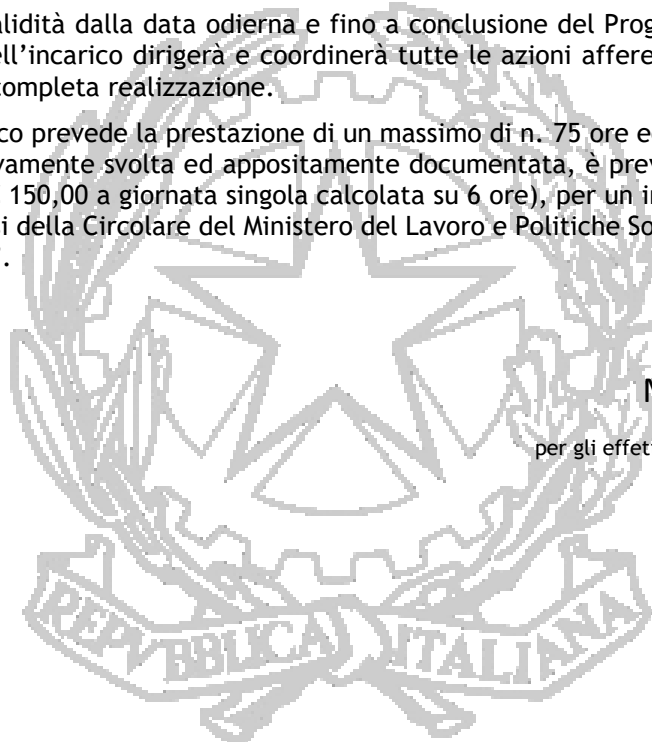 alidità dalla data odierna e fino a conclusione del Prog
ell’incarico dirigerà e coordinerà tutte le azioni affere
completa realizzazione.
co prevede la prestazione di un massimo di n. 75 ore e
vamente svolta ed appositamente documentata, è prev
150,00 a giornata singola calcolata su 6 ore), per un i
i della Circolare del Ministero del Lavoro e Politiche So
.
N
per gli effet
REPVBBLICA ITALIANA